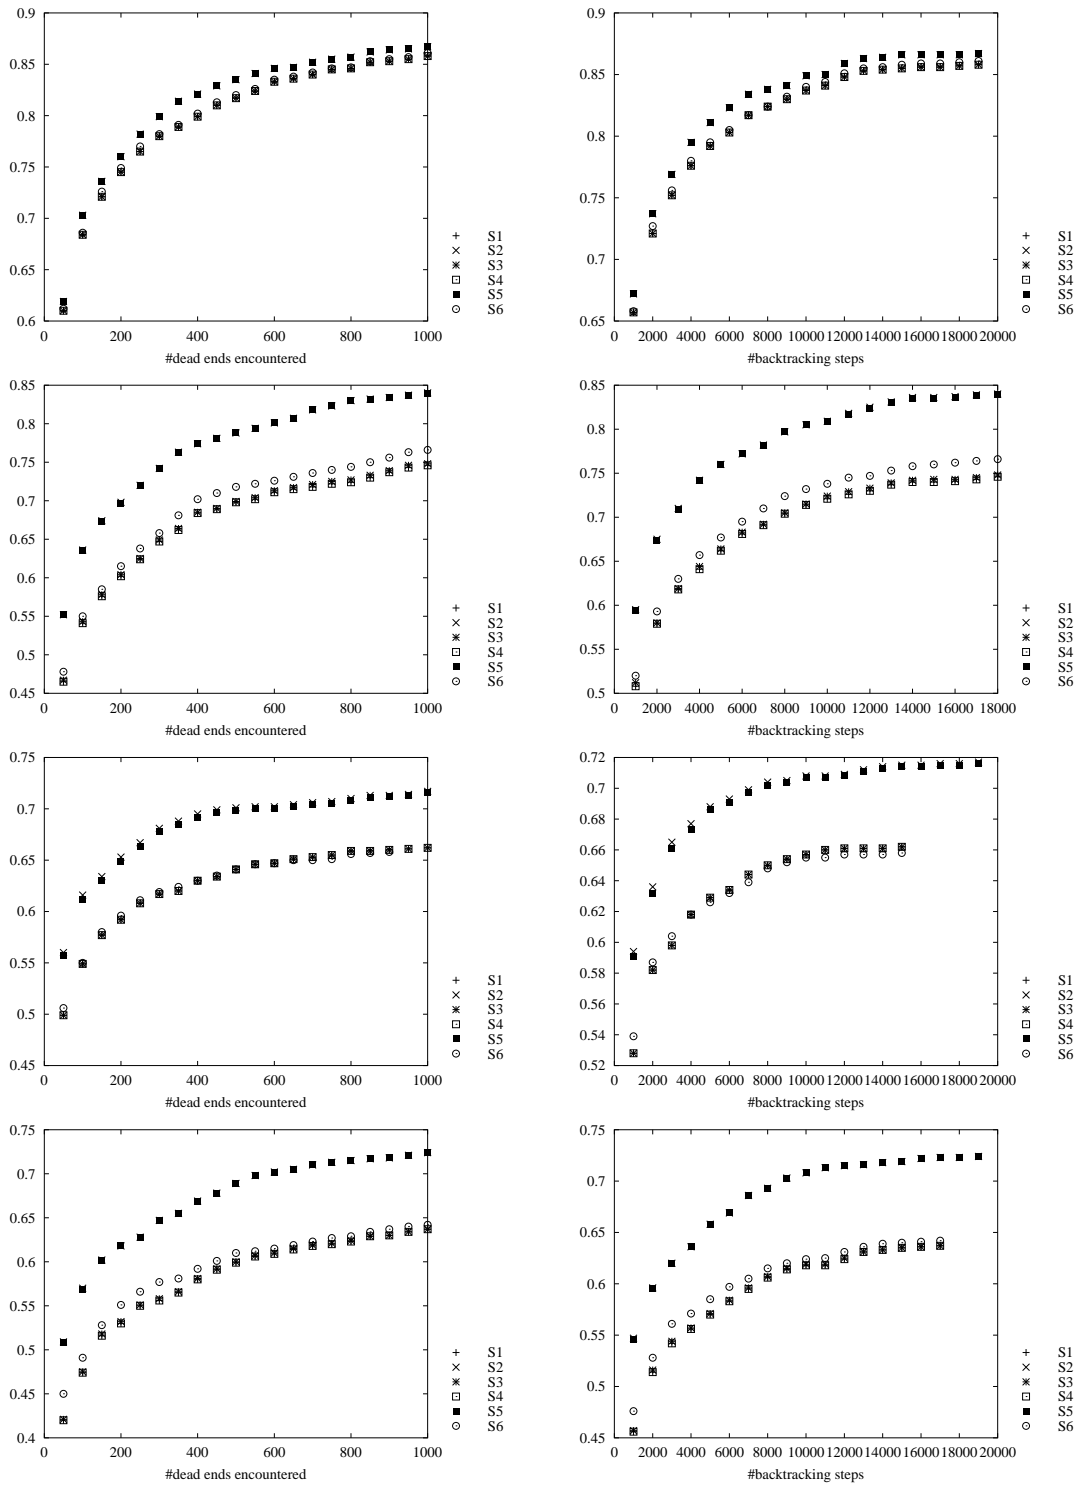 0.9
0.85
0.8
0.75
0.7
0.65
0.6
0 200 400 600 800 1000
#dead ends encountered
S1
S2
S3
S4
S5
S6
0.9
0.85
0.8
0.75
0.7
0.65
0 2000 4000 6000 8000 10000 12000 14000 16000 18000 20000
#backtracking steps
S1
S2
S3
S4
S5
S6
0.85
0.8
0.75
0.7
0.65
0.6
0.55
0.5
0.45
0 200 400 600 800 1000
#dead ends encountered
S1
S2
S3
S4
S5
S6
0.85
0.8
0.75
0.7
0.65
0.6
0.55
0.5
0 2000 4000 6000 8000 10000 12000 14000 16000 18000
#backtracking steps
S1
S2
S3
S4
S5
S6
0.75
0.7
0.65
0.6
0.55
0.5
0.45
0 200 400 600 800 1000
#dead ends encountered
S1
S2
S3
S4
S5
S6
0.72
0.7
0.68
0.66
0.64
0.62
0.6
0.58
0.56
0.54
0.52
0 2000 4000 6000 8000 10000 12000 14000 16000 18000 20000
#backtracking steps
S1
S2
S3
S4
S5
S6
0.75
0.7
0.65
0.6
0.55
0.5
0.45
0.4
0 200 400 600 800 1000
#dead ends encountered
S1
S2
S3
S4
S5
S6
0.75
0.7
0.65
0.6
0.55
0.5
0.45
0 2000 4000 6000 8000 10000 12000 14000 16000 18000 20000
#backtracking steps
S1
S2
S3
S4
S5
S6